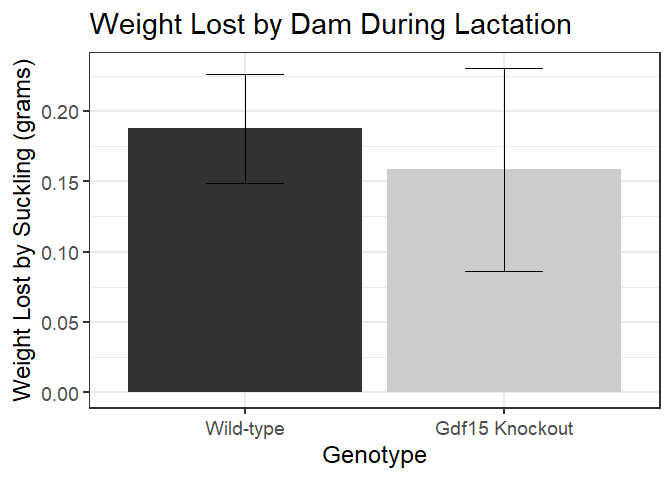 Weight Lost by Dam During Lactation
Weight Lost by Suckling (grams)
0.20
0.15
0.10
0.05
0.00
Wild-type
Gdf15 Knockout
Genotype